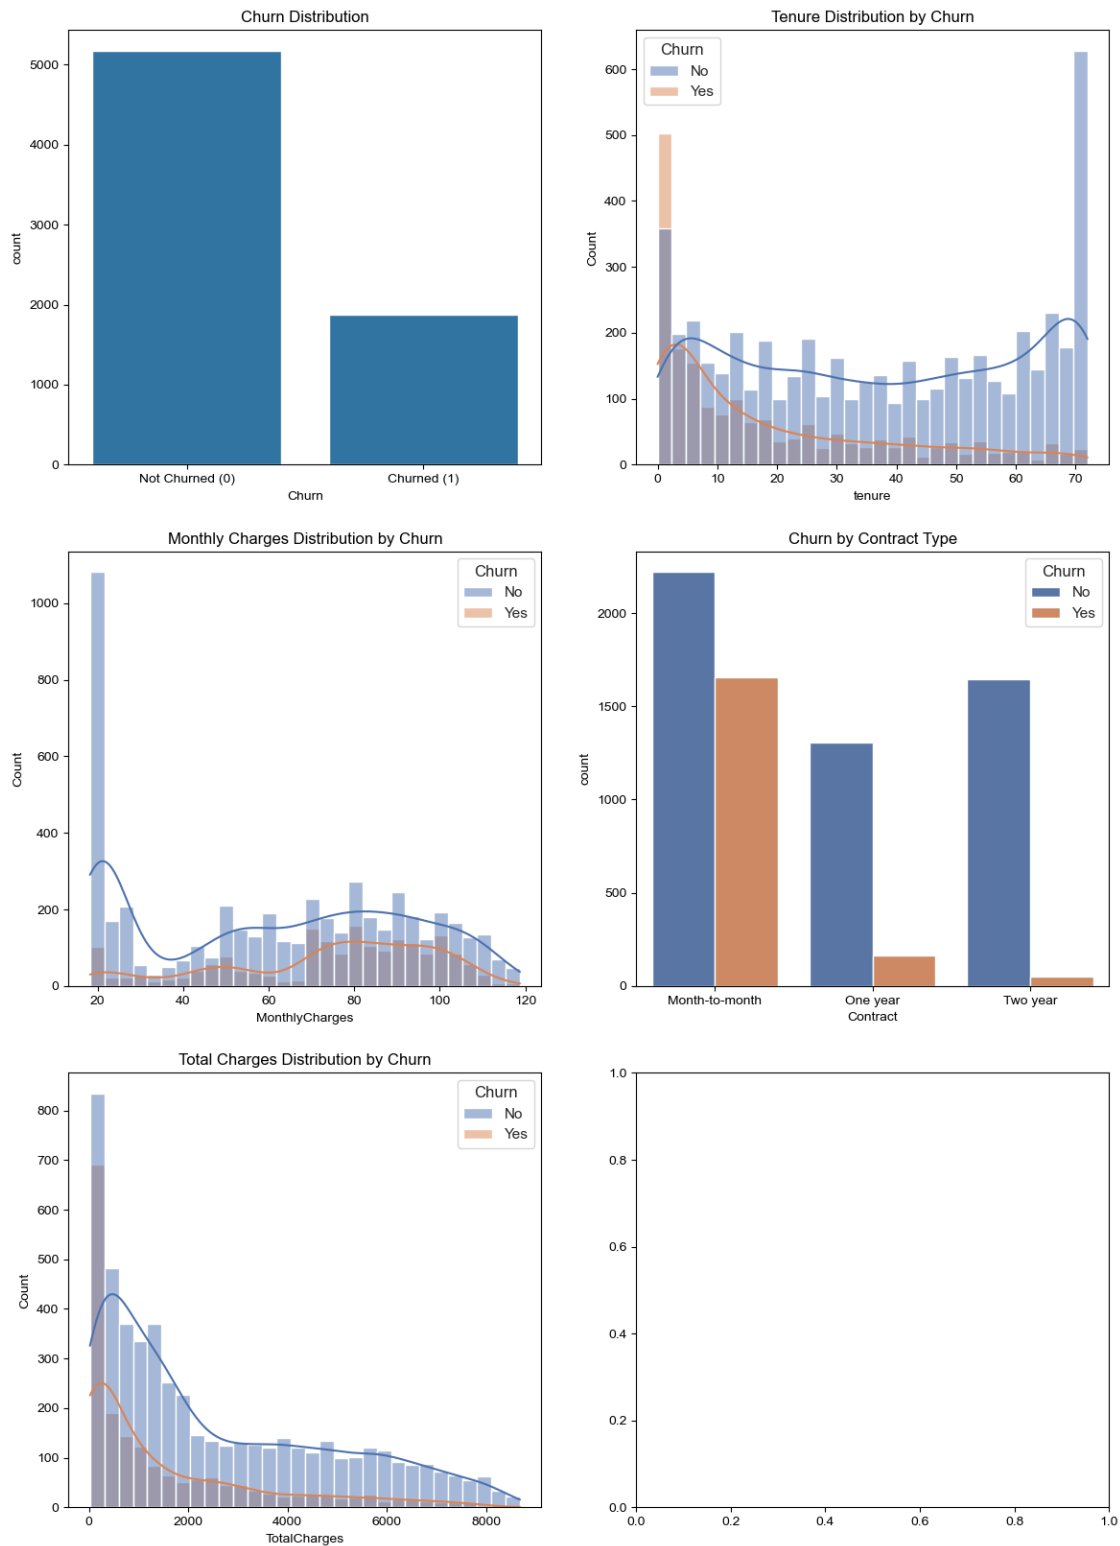 Churn Distribution
5000
4000
3000
2000
1000
0
count
Not Churned (0) Churned (1)
Churn
Tenure Distribution by Churn
Churn
No
Yes
600
500
400
300
200
100
0
Count
0 10 20 30 40 50 60 70
tenure
Monthly Charges Distribution by Churn
Churn
No
Yes
1000
800
600
400
200
0
Count
20 40 60 80 100 120
MonthlyCharges
Churn by Contract Type
Churn
No
Yes
2000
1500
1000
500
0
count
Month-to-month One year Two year
Contract
Total Charges Distribution by Churn
Churn
No
Yes
800
700
600
500
400
300
200
100
0
Count
0 2000 4000 6000 8000
TotalCharges
1.0
0.8
0.6
0.4
0.2
0.0
0.0 0.2 0.4 0.6 0.8 1.0